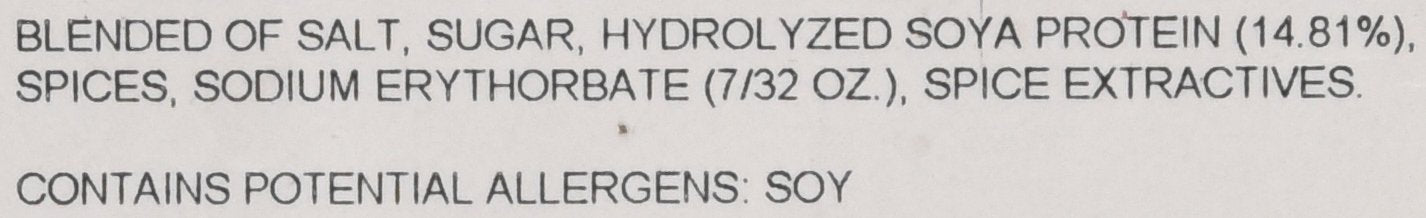 BLENDED OF SALT, SUGAR, HYDROLYZED SOYA PROTEIN (14.81%),
SPICES, SODIUM ERYTHORBATE (7/32 OZ.), SPICE EXTRACTIVES.
CONTAINS POTENTIAL ALLERGENS: SOY